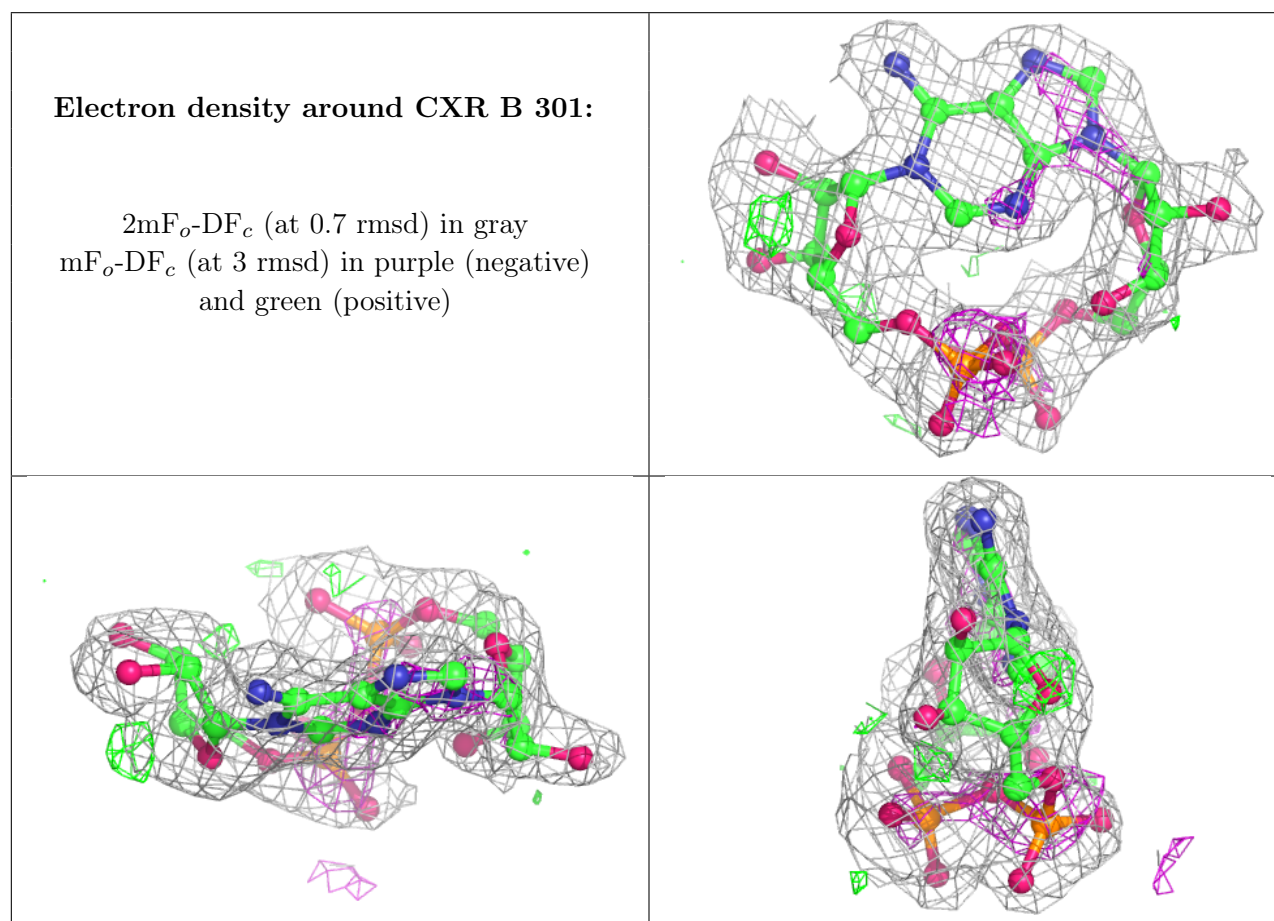 Electron density around CXR B 301:
2mFo-DFc (at 0.7 rmsd) in gray
mFo-DFc (at 3 rmsd) in purple (negative)
and green (positive)